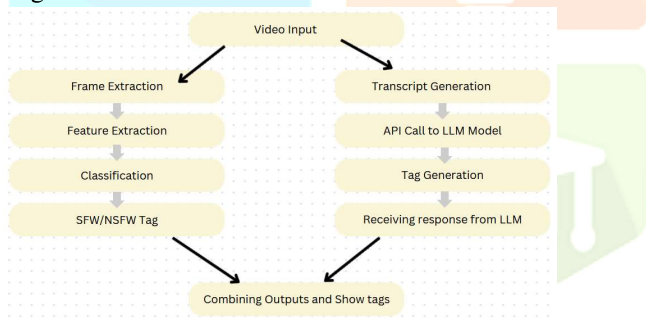 Video Input
Frame Extraction
Transcript Generation
Feature Extraction
API Call to LLM Model
Classification
Tag Generation
SFW/NSFW Tag
Receiving response from LLM
Combining Outputs and Show tags